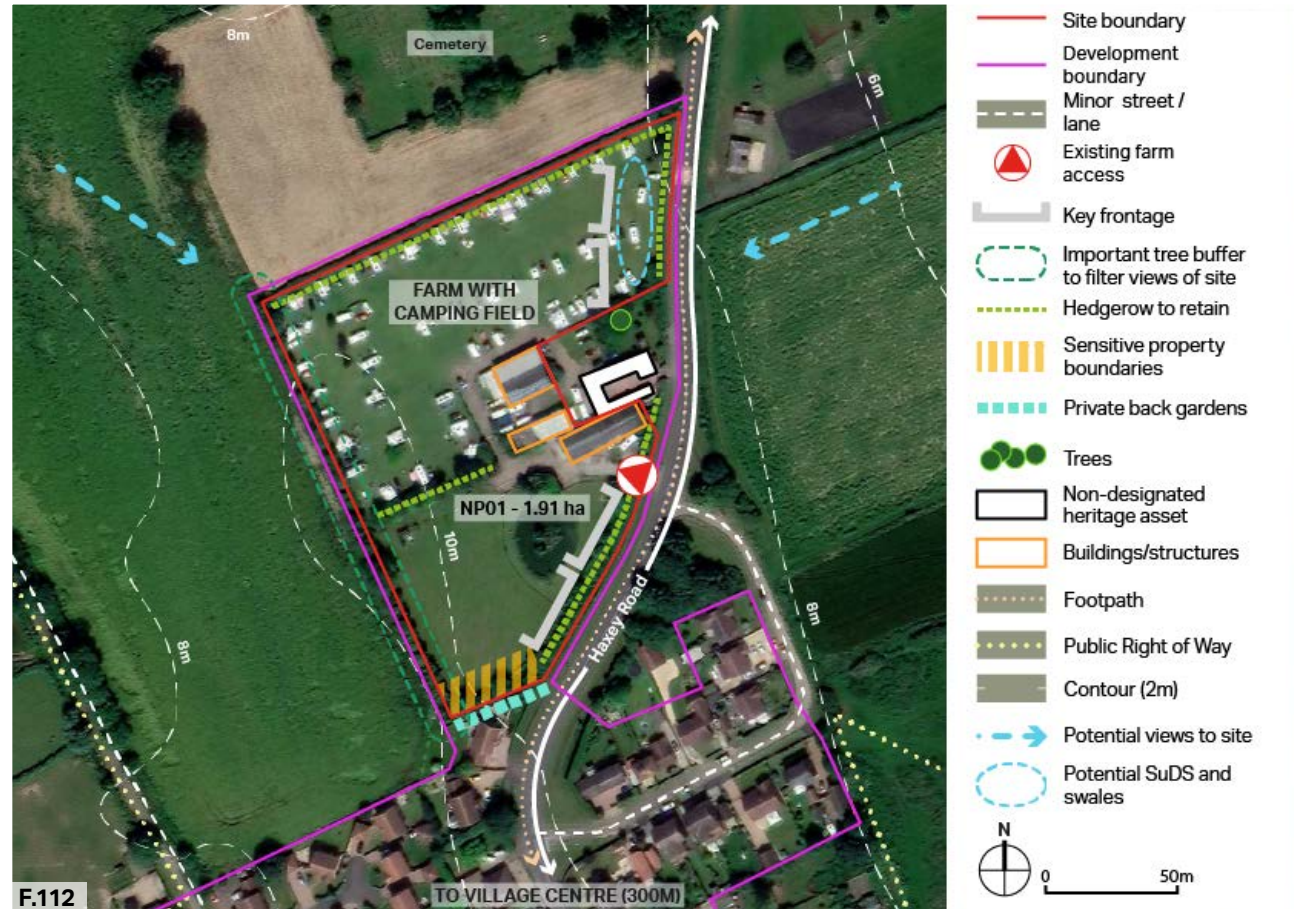 8m
Cemetery
6m
FARM WITH
CAMPING FIELD
NP01 - 1.91 ha
10m
Haxey Road
8m
8m
TO VILLAGE CENTRE (300M)
F.112
Site boundary
Development
boundary
Minor street /
lane
Existing farm
access
Key frontage
Important tree buffer
to filter views of site
Hedgerow to retain
Sensitive property
boundaries
Private back gardens
Trees
Non-designated
heritage asset
Buildings/structures
Footpath
Public Right of Way
Contour (2m)
Potential views to site
Potential SuDS and
swales
N
0
50m